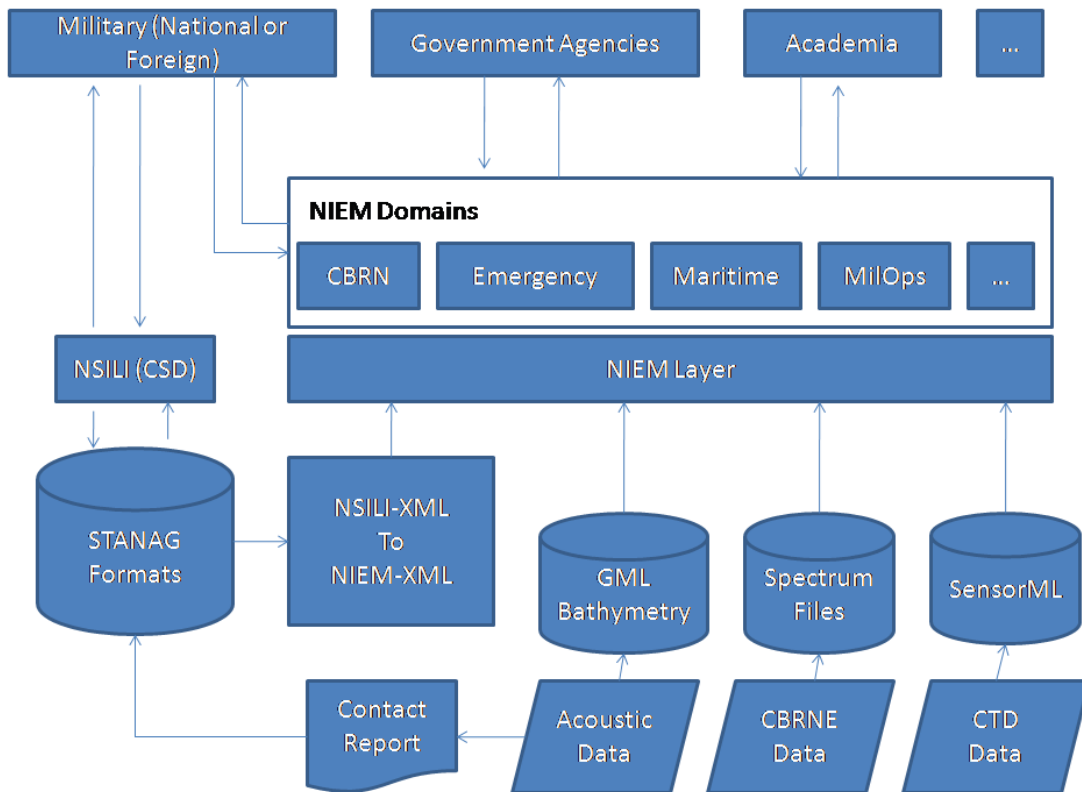 Military (National or
Foreign)
Government Agencies
Academia
...
NIEM Domains
CBRN
Emergency
Maritime
MilOps
...
NSILI (CSD)
NIEM Layer
STANAG
Formats
NSILI-XML
To
NIEM-XML
GML
Bathymetry
Spectrum
Files
SensorML
Contact
Report
Acoustic
Data
CBRNE
Data
CTD
Data